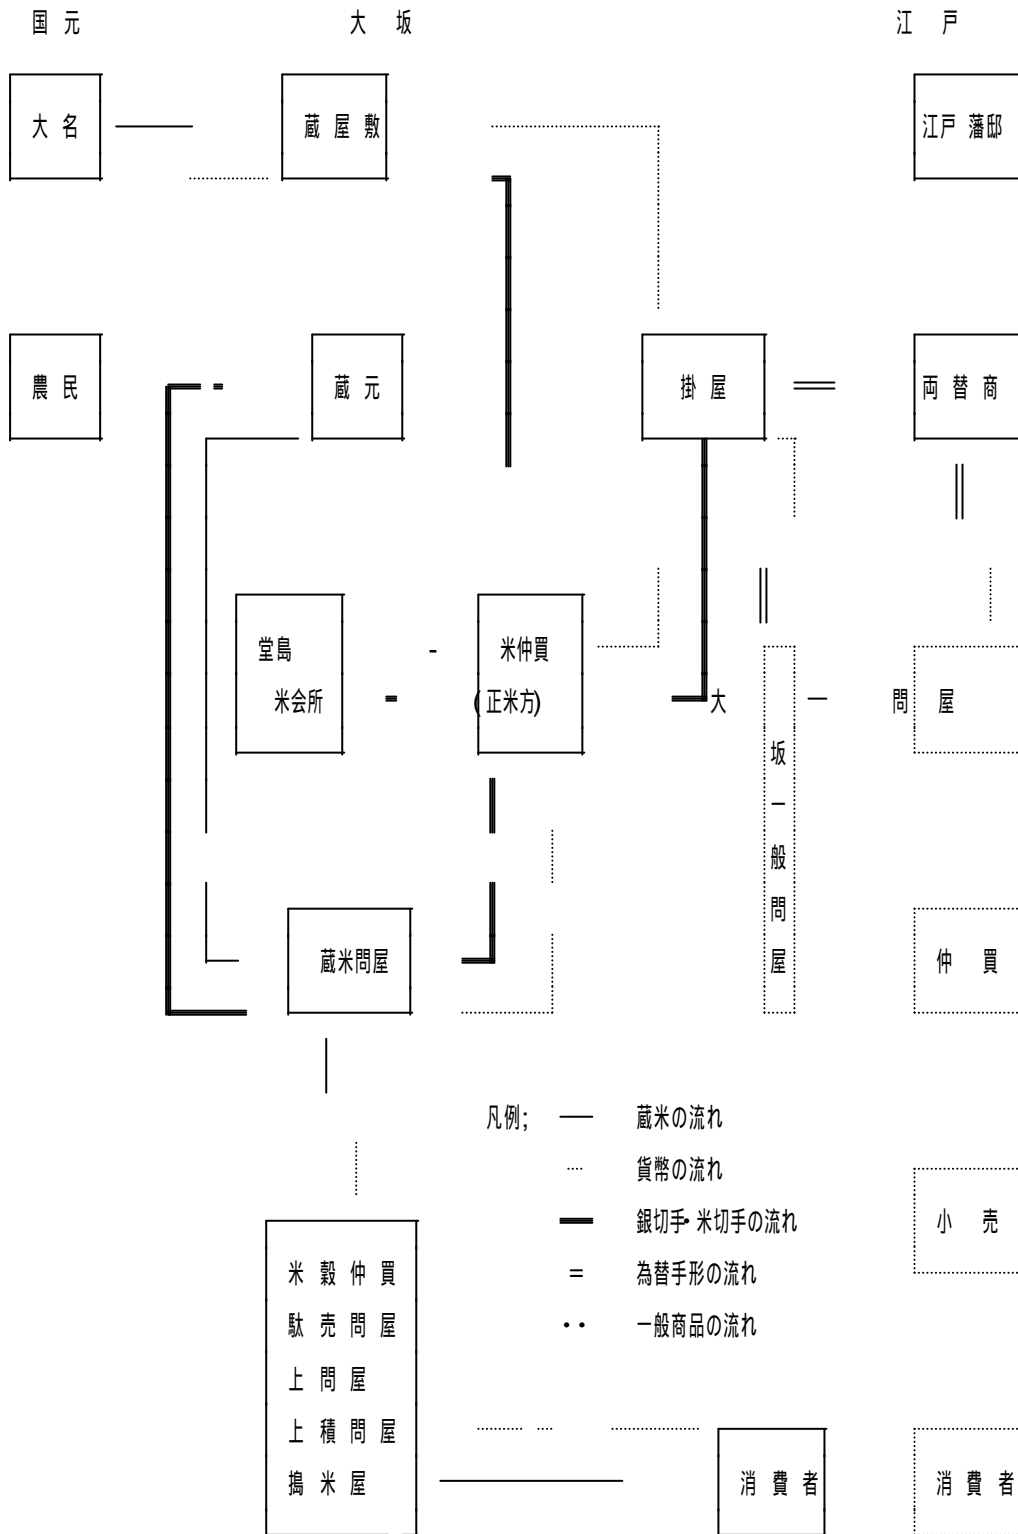 国元 大坂 江戸
大名 蔵屋敷 江戸藩邸
農民 蔵元 掛屋 両替商
堂島 米仲買
米会所 (正米方) 大 問屋
坂
一
般
問
屋
蔵米問屋 仲買
凡例; 蔵米の流れ
貨幣の流れ
銀切手・米切手の流れ 小売
米穀仲買 = 為替手形の流れ
駄売問屋 ・・ 一般商品の流れ
上問屋
上積問屋
搗米屋 消費者 消費者